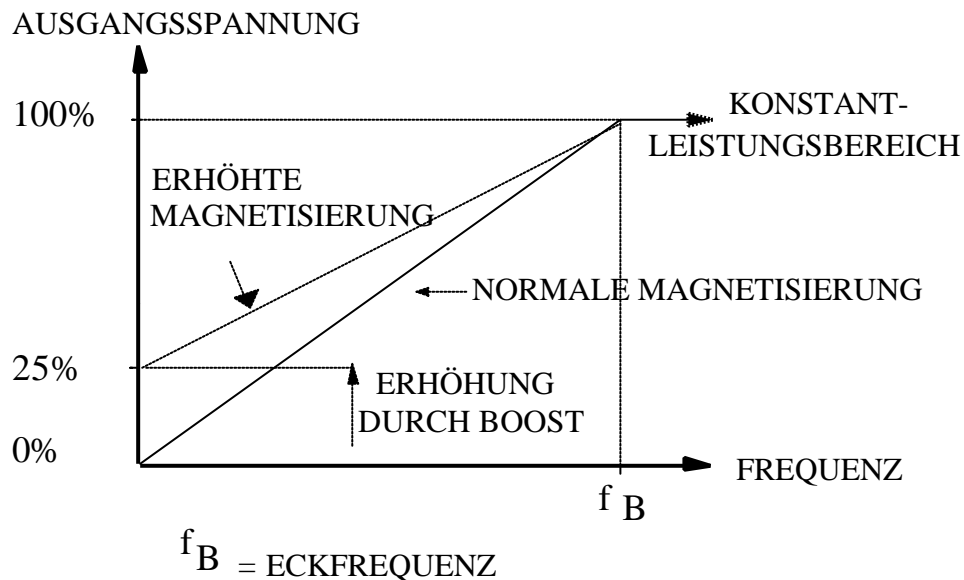 AUSGANGSSPANNUNG
100%
KONSTANT-
LEISTUNGSBEREICH
ERHÖHTE
MAGNETISIERUNG
NORMALE MAGNETISIERUNG
25%
ERHÖHUNG
DURCH BOOST
0%
FREQUENZ
f B
f B = ECKFREQUENZ